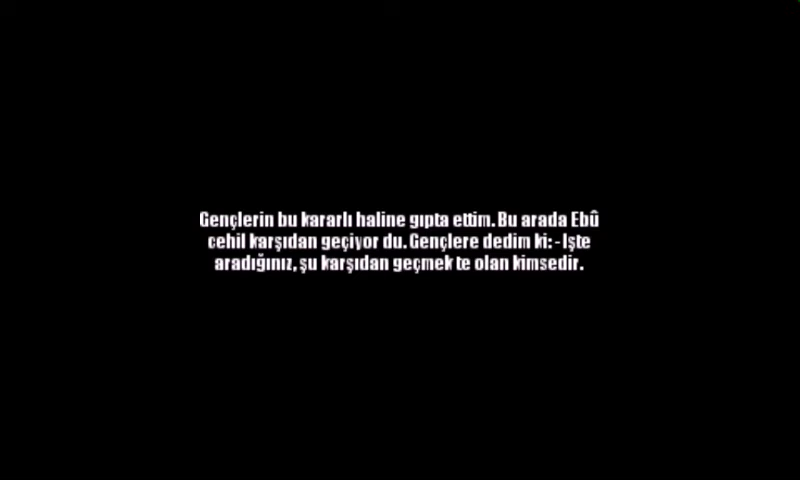 Gençlerin bu kararlı haline gıpta ettim. Bu arada Ebû
cehil karşıdan geçiyor du. Gençlere dedim ki: - Işte
aradığınız, şu karşıdan geçmek te olan kimsedir.